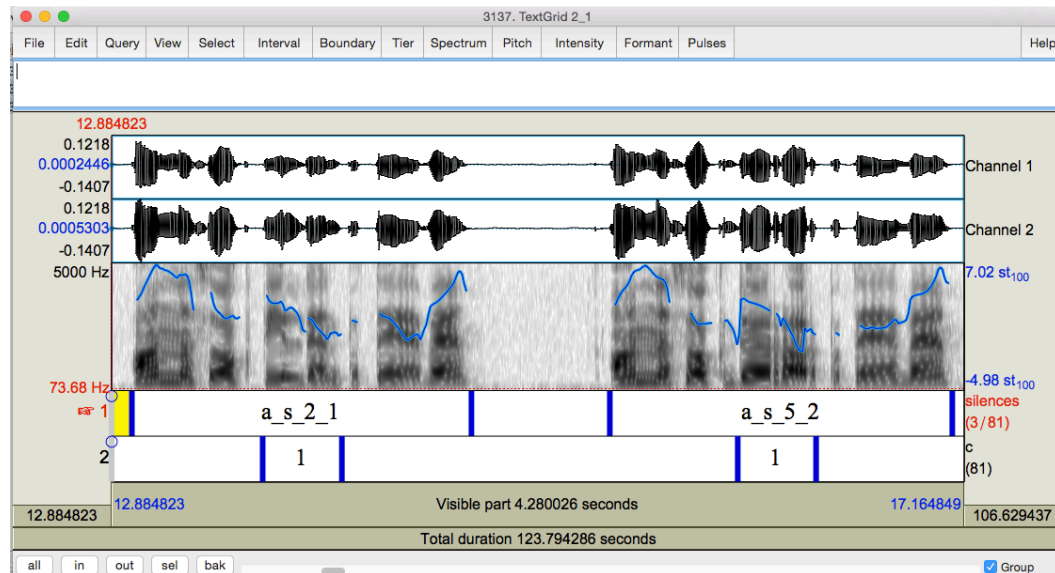 3137. TextGrid 2_1
File Edit Query View Select Interval Boundary Tier Spectrum Pitch Intensity Formant Pulses Help
12.884823
0.1218
0.0002446
-0.1407
Channel 1
0.1218
0.0005303
-0.1407
Channel 2
5000 Hz
7.02 st100
73.68 Hz
-4.98 st100
1 a_s_2_1 a_s_5_2 silences
(3 / 81)
2 1 1 c
(81)
12.884823 12.884823 Visible part 4.280026 seconds 17.164849 106.629437
Total duration 123.794286 seconds
all in out sel bak Group